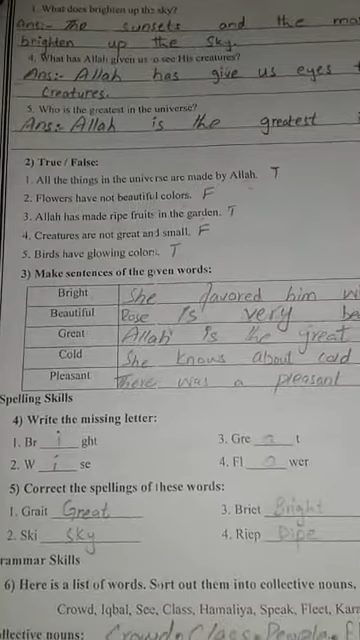 1. What does brighten up the sky?
Ans:- The sunsets and the
brighten up the sky.
4. What has Allah given us to see His creatures?
Ans:- Allah has give us eyes
creatures.
5. Who is the greatest in the universe?
Ans:- Allah is the greatest
2) True / False:
1. All the things in the universe are made by Allah. T
2. Flowers have not beautiful colors. F
3. Allah has made ripe fruits in the garden. T
4. Creatures are not great and small. F
5. Birds have glowing colors. T
3) Make sentences of the given words:
Bright She favored him
Beautiful Rose is very
Great Allah is the great
Cold She knows about cold
Pleasant There was a pleasant
Spelling Skills
4) Write the missing letter:
1. Br i ght 3. Gre a t
2. W i se 4. Fl o wer
5) Correct the spellings of these words:
1. Grait Great 3. Briet Bright
2. Ski Sky 4. Riep Dipe
rammar Skills
6) Here is a list of words. Sort out them into collective nouns,
Crowd, Iqbal, See, Class, Hamaliya, Speak, Fleet, Kar
llective nouns: Crowd, Class,